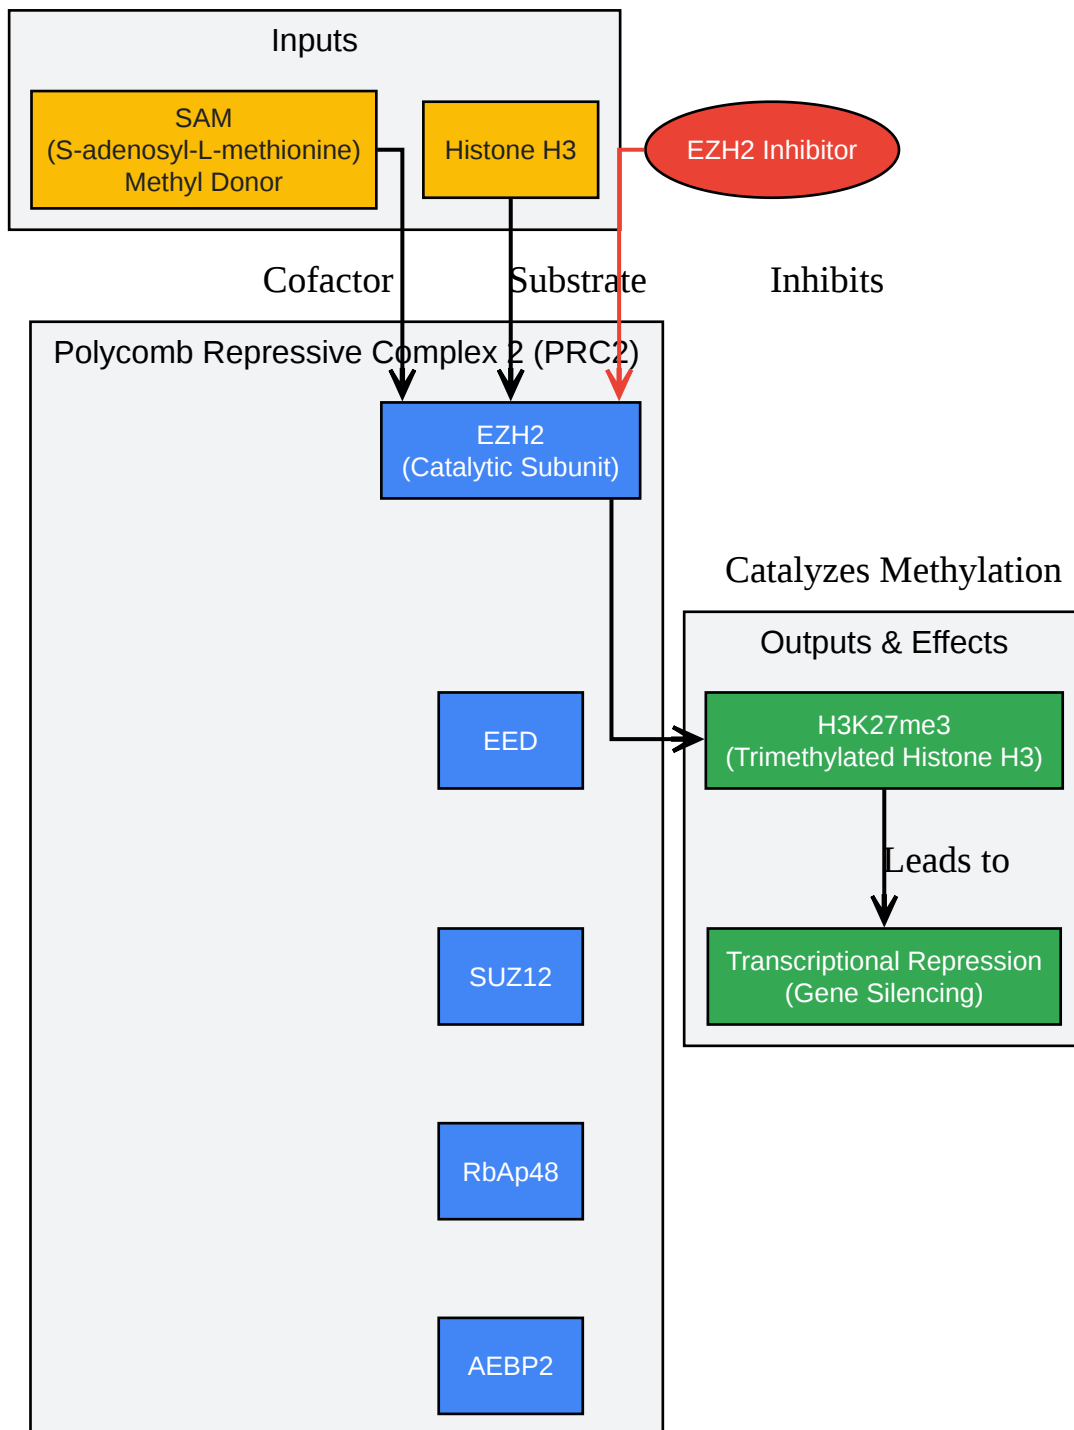 Inputs
SAM
(S-adenosyl-L-methionine)
Methyl Donor
Histone H3
EZH2 Inhibitor
Cofactor
Substrate
Inhibits
Polycomb Repressive Complex 2 (PRC2)
EZH2
(Catalytic Subunit)
Catalyzes Methylation
Outputs & Effects
EED
H3K27me3
(Trimethylated Histone H3)
Leads to
SUZ12
Transcriptional Repression
(Gene Silencing)
RbAp48
AEBP2